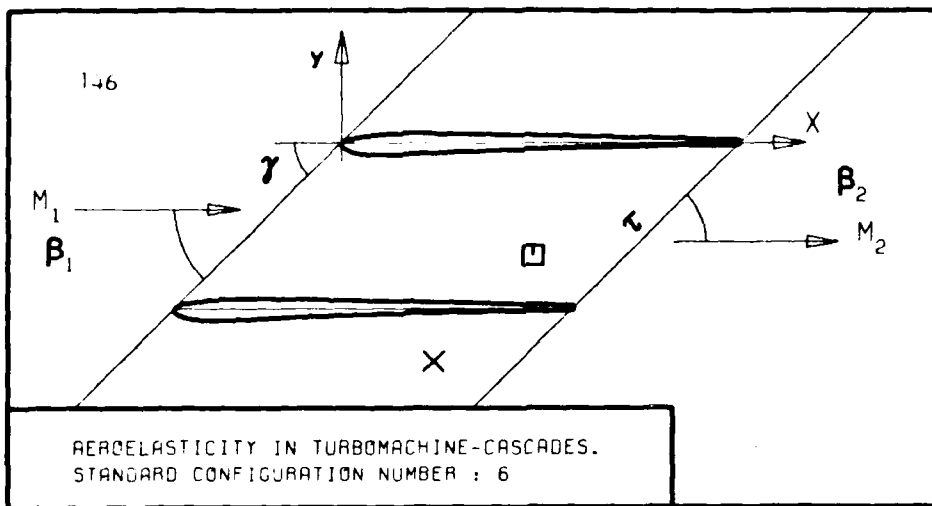 y
146
X
γ
M₁
β₁
β₂
τ
M₂
AEROELASTICITY IN TURBOMACHINE-CASCADES.
STANDARD CONFIGURATION NUMBER : 6